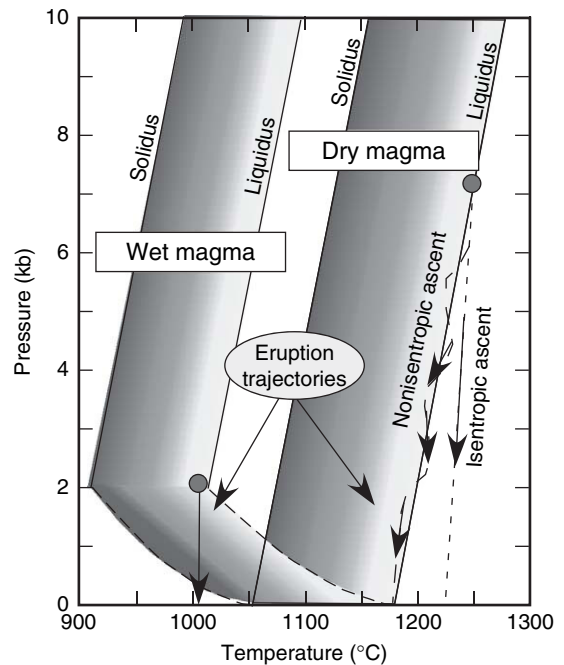 10
8
6
4
2
0
Pressure (kb)
900
1000
1100
1200
1300
Temperature (°C)
Solidus
Liquidus
Solidus
Liquidus
Dry magma
Wet magma
Eruption
trajectories
Nonisentropic ascent
Isentropic ascent